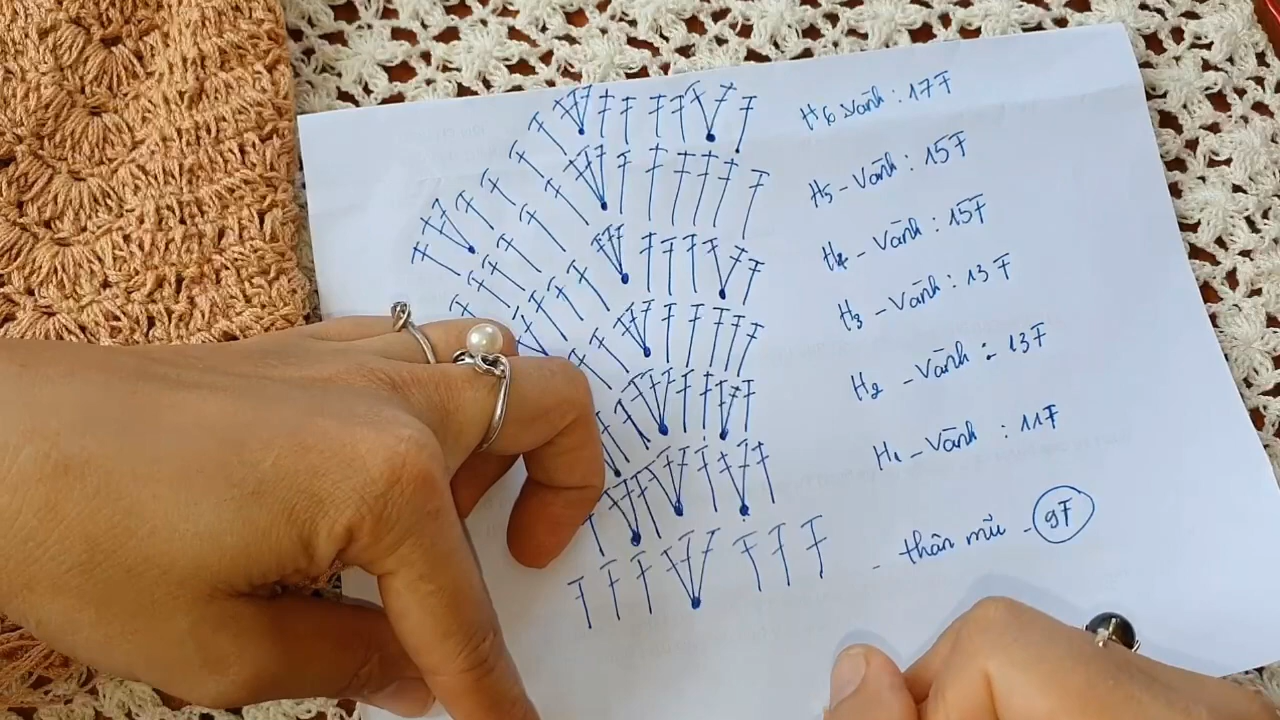 H6 Vành : 17F
H5 - Vành : 15F
H4 - Vành : 15F
H3 - Vành : 13F
H2 - Vành : 13F
H1 - Vành : 11F
- thân mũ - 9F